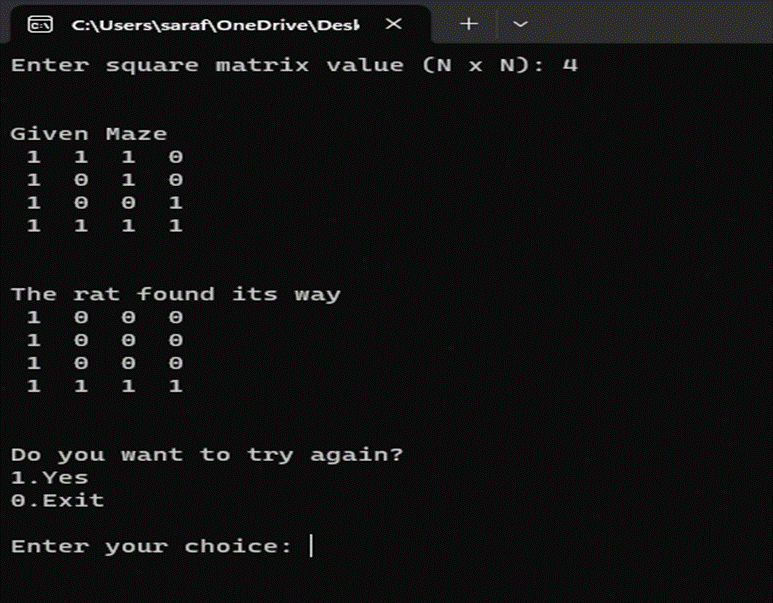 C:\Users\saraf\OneDrive\Desk
Enter square matrix value (N x N): 4
Given Maze
1 1 1 0
1 0 1 0
1 0 0 1
1 1 1 1
The rat found its way
1 0 0 0
1 0 0 0
1 0 0 0
1 1 1 1
Do you want to try again?
1.Yes
0.Exit
Enter your choice: